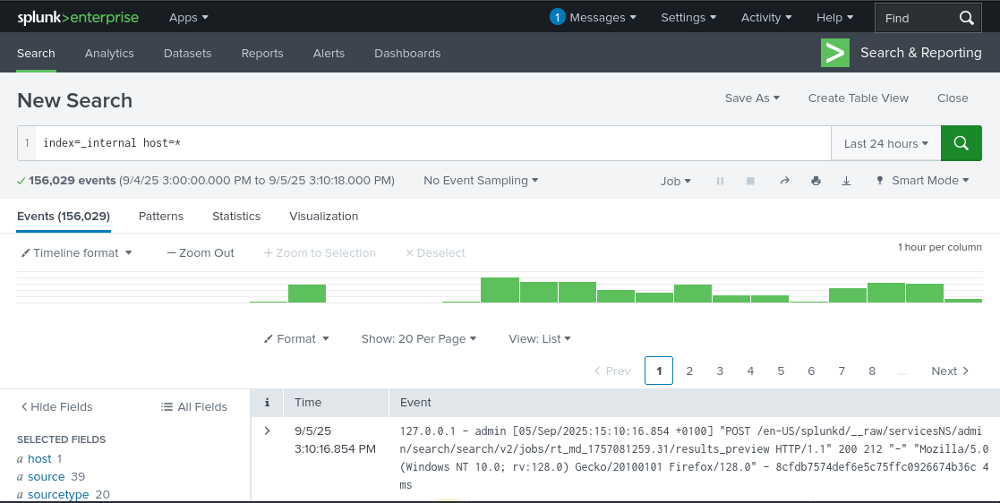 splunk>enterprise Apps 1 Messages Settings Activity Help Find
Search Analytics Datasets Reports Alerts Dashboards > Search & Reporting
New Search Save As Create Table View Close
1 index=_internal host=* Last 24 hours
156,029 events (9/4/25 3:00:00.000 PM to 9/5/25 3:10:18.000 PM) No Event Sampling Job Smart Mode
Events (156,029) Patterns Statistics Visualization
Timeline format — Zoom Out + Zoom to Selection × Deselect 1 hour per column
Format Show: 20 Per Page View: List
< Prev 1 2 3 4 5 6 7 8 ... Next >
< Hide Fields All Fields i Time Event
SELECTED FIELDS
a host 1
a source 39
a sourcetype 20
> 9/5/25
3:10:16.854 PM
127.0.0.1 - admin [05/Sep/2025:15:10:16.854 +0100] "POST /en-US/splunkd/__raw/servicesNS/admi
n/search/search/v2/jobs/rt_md_1757081259.31/results_preview HTTP/1.1" 200 212 "-" "Mozilla/5.0
(Windows NT 10.0; rv:128.0) Gecko/20100101 Firefox/128.0" - 8cfdb7574def6e5c75ffc0926674b36c 4
ms